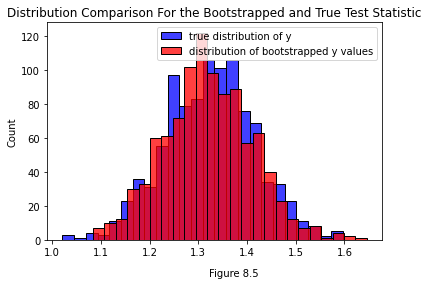 Distribution Comparison For the Bootstrapped and True Test Statistic
true distribution of y
distribution of bootstrapped y values
Count
120
100
80
60
40
20
0
1.0 1.1 1.2 1.3 1.4 1.5 1.6
Figure 8.5